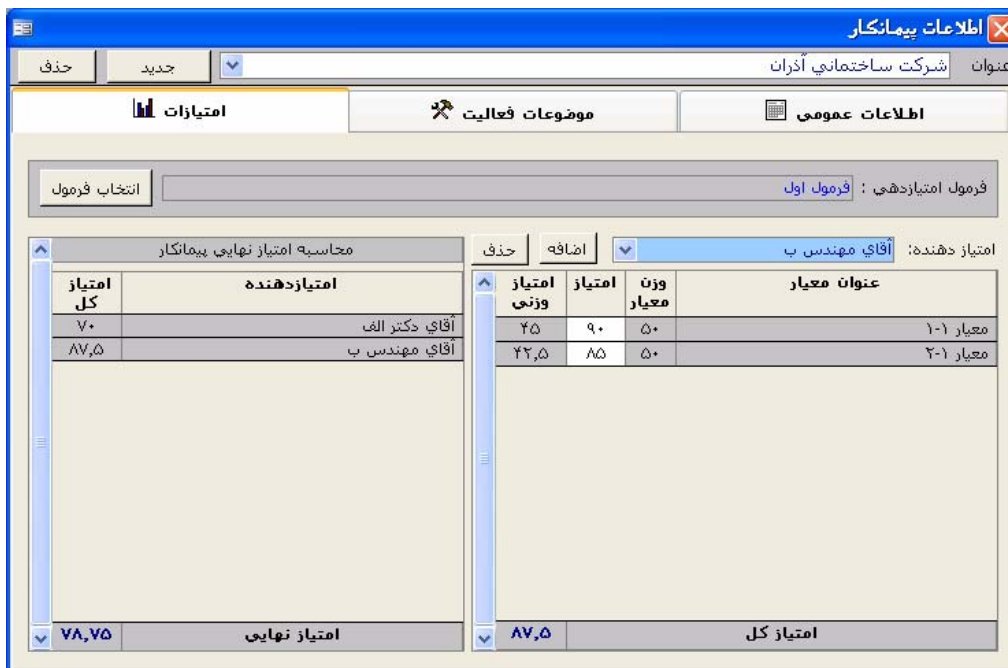 اطلاعات پیمانکار
عنوان شرکت ساختماني آذران جدید حذف
اطلاعات عمومی موضوعات فعالیت امتیازات
فرمول امتیازدهی : فرمول اول انتخاب فرمول
امتیاز دهنده: آقاي مهندس ب اضافه حذف
عنوان معیار وزن معیار امتیاز امتیاز وزنی
معیار ۱-۱ ۵۰ ۹۰ ۴۵
معیار ۱-۲ ۵۰ ۸۵ ۴۲,۵
امتیاز کل ۸۷,۵
محاسبه امتیاز نهایی پیمانکار
امتیازدهنده امتیاز کل
آقاي دکتر الف ۷۰
آقاي مهندس ب ۸۷,۵
امتیاز نهایی ۷۸,۷۵